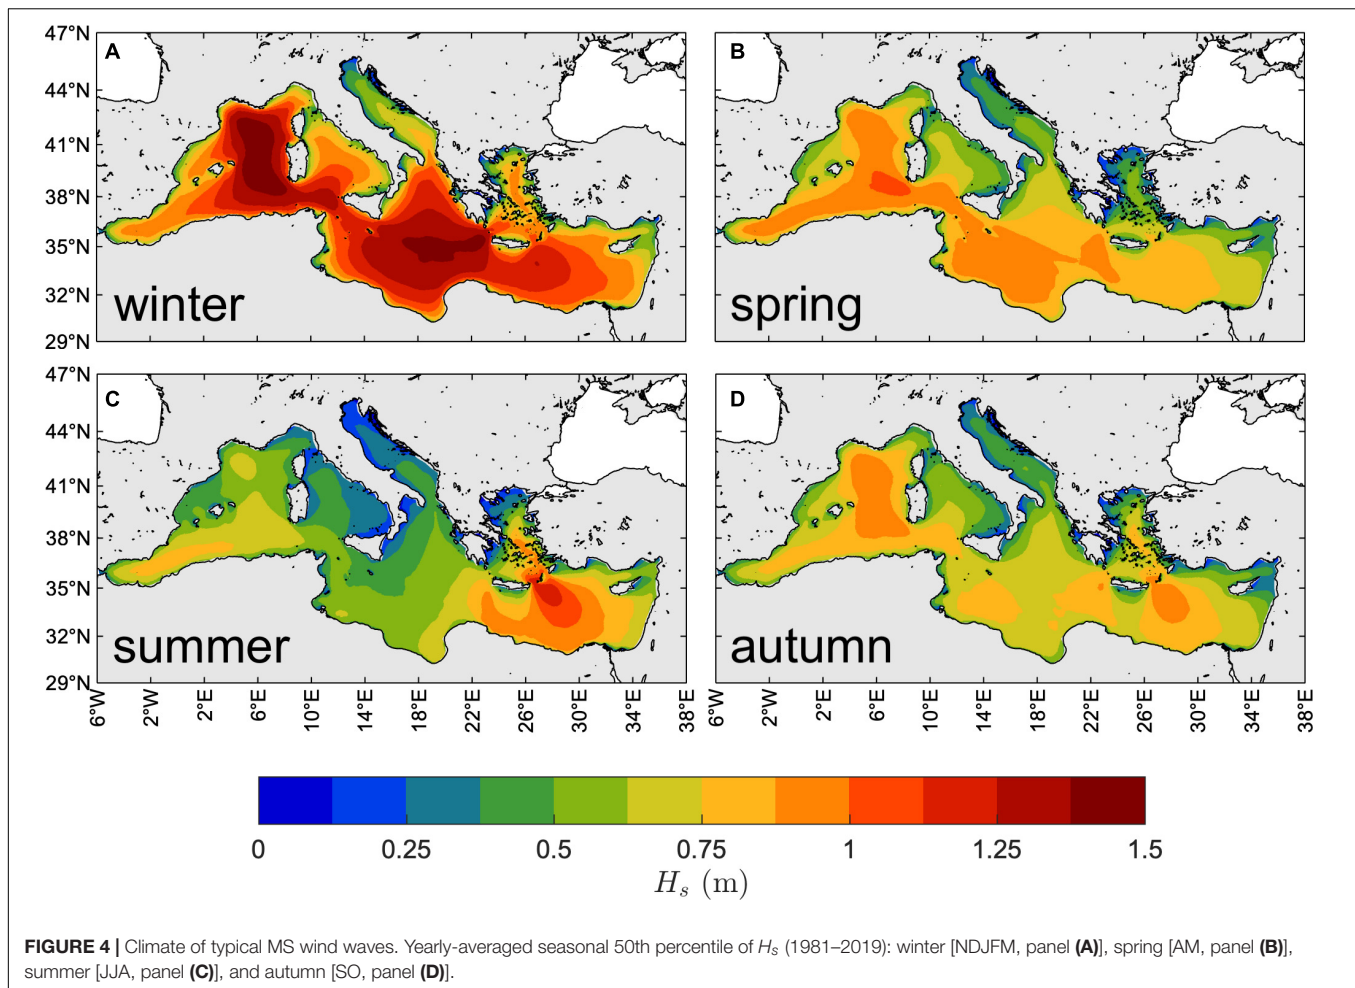 47°N
44°N
41°N
38°N
35°N
32°N
29°N
A
winter
B
spring
47°N
44°N
41°N
38°N
35°N
32°N
29°N
C
summer
D
autumn
6°W 2°W 2°E 6°E 10°E 14°E 18°E 22°E 26°E 30°E 34°E 38°E
6°W 2°W 2°E 6°E 10°E 14°E 18°E 22°E 26°E 30°E 34°E 38°E
0 0.25 0.5 0.75 1 1.25 1.5
Hs (m)
FIGURE 4 | Climate of typical MS wind waves. Yearly-averaged seasonal 50th percentile of Hs (1981–2019): winter [NDJFM, panel (A)], spring [AM, panel (B)],
summer [JJA, panel (C)], and autumn [SO, panel (D)].